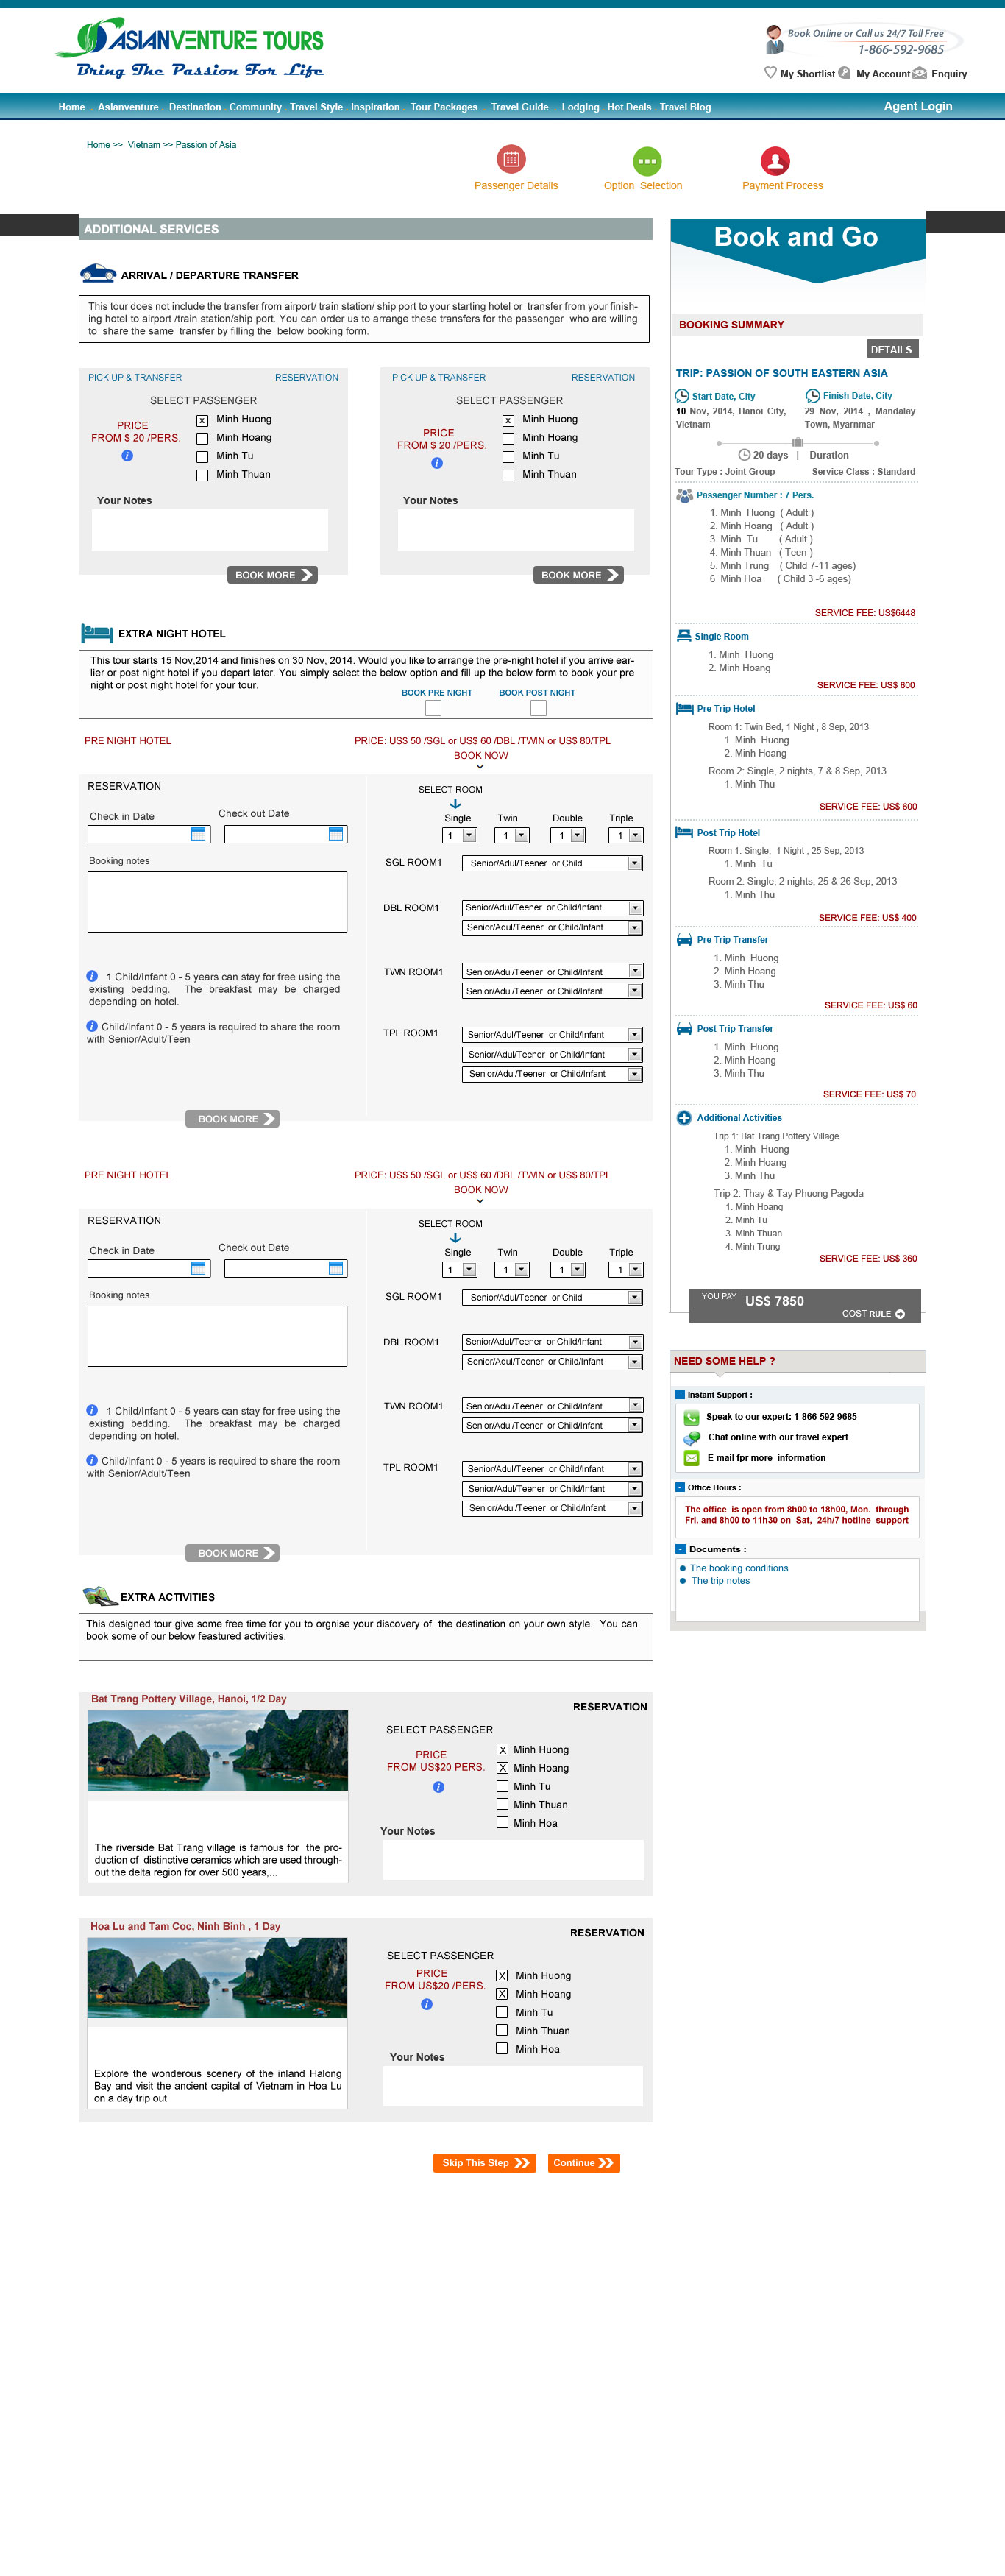 ASIANVENTURE TOURS
Bring The Passion For Life
Book Online or Call us 24/7 Toll Free
1-866-592-9685
My Shortlist My Account Enquiry
Home Asianventure Destination Community Travel Style Inspiration Tour Packages Travel Guide Lodging Hot Deals Travel Blog Agent Login
Home >> Vietnam >> Passion of Asia
Passenger Details Option Selection Payment Process
ADDITIONAL SERVICES
ARRIVAL / DEPARTURE TRANSFER
This tour does not include the transfer from airport/ train station/ ship port to your starting hotel or transfer from your finish-
ing hotel to airport /train station/ship port. You can order us to arrange these transfers for the passenger who are willing
to share the same transfer by filling the below booking form.
PICK UP & TRANSFER RESERVATION
SELECT PASSENGER
PRICE
FROM $ 20 /PERS.
i
x Minh Huong
Minh Hoang
Minh Tu
Minh Thuan
Your Notes
BOOK MORE
PICK UP & TRANSFER RESERVATION
SELECT PASSENGER
PRICE
FROM $ 20 /PERS.
i
x Minh Huong
Minh Hoang
Minh Tu
Minh Thuan
Your Notes
BOOK MORE
EXTRA NIGHT HOTEL
This tour starts 15 Nov,2014 and finishes on 30 Nov, 2014. Would you like to arrange the pre-night hotel if you arrive ear-
lier or post night hotel if you depart later. You simply select the below option and fill up the below form to book your pre
night or post night hotel for your tour.
BOOK PRE NIGHT BOOK POST NIGHT
PRE NIGHT HOTEL PRICE: US$ 50 /SGL or US$ 60 /DBL /TWIN or US$ 80/TPL
BOOK NOW
RESERVATION
Check in Date Check out Date
Booking notes
i 1 Child/Infant 0 - 5 years can stay for free using the
existing bedding. The breakfast may be charged
depending on hotel.
i Child/Infant 0 - 5 years is required to share the room
with Senior/Adult/Teen
BOOK MORE
SELECT ROOM
Single Twin Double Triple
1 1 1 1
SGL ROOM1 Senior/Adul/Teener or Child
DBL ROOM1 Senior/Adul/Teener or Child/Infant
Senior/Adul/Teener or Child/Infant
TWN ROOM1 Senior/Adul/Teener or Child/Infant
Senior/Adul/Teener or Child/Infant
TPL ROOM1 Senior/Adul/Teener or Child/Infant
Senior/Adul/Teener or Child/Infant
Senior/Adul/Teener or Child/Infant
PRE NIGHT HOTEL PRICE: US$ 50 /SGL or US$ 60 /DBL /TWIN or US$ 80/TPL
BOOK NOW
RESERVATION
Check in Date Check out Date
Booking notes
i 1 Child/Infant 0 - 5 years can stay for free using the
existing bedding. The breakfast may be charged
depending on hotel.
i Child/Infant 0 - 5 years is required to share the room
with Senior/Adult/Teen
BOOK MORE
SELECT ROOM
Single Twin Double Triple
1 1 1 1
SGL ROOM1 Senior/Adul/Teener or Child
DBL ROOM1 Senior/Adul/Teener or Child/Infant
Senior/Adul/Teener or Child/Infant
TWN ROOM1 Senior/Adul/Teener or Child/Infant
Senior/Adul/Teener or Child/Infant
TPL ROOM1 Senior/Adul/Teener or Child/Infant
Senior/Adul/Teener or Child/Infant
Senior/Adul/Teener or Child/Infant
EXTRA ACTIVITIES
This designed tour give some free time for you to orgnise your discovery of the destination on your own style. You can
book some of our below feastured activities.
Bat Trang Pottery Village, Hanoi, 1/2 Day
The riverside Bat Trang village is famous for the pro-
duction of distinctive ceramics which are used through-
out the delta region for over 500 years,...
RESERVATION
SELECT PASSENGER
PRICE
FROM US$20 PERS.
i
X Minh Huong
X Minh Hoang
Minh Tu
Minh Thuan
Minh Hoa
Your Notes
Hoa Lu and Tam Coc, Ninh Binh , 1 Day
Explore the wonderous scenery of the inland Halong
Bay and visit the ancient capital of Vietnam in Hoa Lu
on a day trip out
RESERVATION
SELECT PASSENGER
PRICE
FROM US$20 /PERS.
i
X Minh Huong
X Minh Hoang
Minh Tu
Minh Thuan
Minh Hoa
Your Notes
Skip This Step Continue
Book and Go
BOOKING SUMMARY
DETAILS
TRIP: PASSION OF SOUTH EASTERN ASIA
Start Date, City Finish Date, City
10 Nov, 2014, Hanoi City, 29 Nov, 2014 , Mandalay
Vietnam Town, Myarnmar
20 days | Duration
Tour Type : Joint Group Service Class : Standard
Passenger Number : 7 Pers.
1. Minh Huong ( Adult )
2. Minh Hoang ( Adult )
3. Minh Tu ( Adult )
4. Minh Thuan ( Teen )
5. Minh Trung ( Child 7-11 ages)
6 Minh Hoa ( Child 3 -6 ages)
SERVICE FEE: US$6448
Single Room
1. Minh Huong
2. Minh Hoang
SERVICE FEE: US$ 600
Pre Trip Hotel
Room 1: Twin Bed, 1 Night , 8 Sep, 2013
1. Minh Huong
2. Minh Hoang
Room 2: Single, 2 nights, 7 & 8 Sep, 2013
1. Minh Thu
SERVICE FEE: US$ 600
Post Trip Hotel
Room 1: Single, 1 Night , 25 Sep, 2013
1. Minh Tu
Room 2: Single, 2 nights, 25 & 26 Sep, 2013
1. Minh Thu
SERVICE FEE: US$ 400
Pre Trip Transfer
1. Minh Huong
2. Minh Hoang
3. Minh Thu
SERVICE FEE: US$ 60
Post Trip Transfer
1. Minh Huong
2. Minh Hoang
3. Minh Thu
SERVICE FEE: US$ 70
Additional Activities
Trip 1: Bat Trang Pottery Village
1. Minh Huong
2. Minh Hoang
3. Minh Thu
Trip 2: Thay & Tay Phuong Pagoda
1. Minh Hoang
2. Minh Tu
3. Minh Thuan
4. Minh Trung
SERVICE FEE: US$ 360
YOU PAY US$ 7850
COST RULE
NEED SOME HELP ?
- Instant Support :
Speak to our expert: 1-866-592-9685
Chat online with our travel expert
E-mail fpr more information
- Office Hours :
The office is open from 8h00 to 18h00, Mon. through
Fri. and 8h00 to 11h30 on Sat, 24h/7 hotline support
- Documents :
The booking conditions
The trip notes